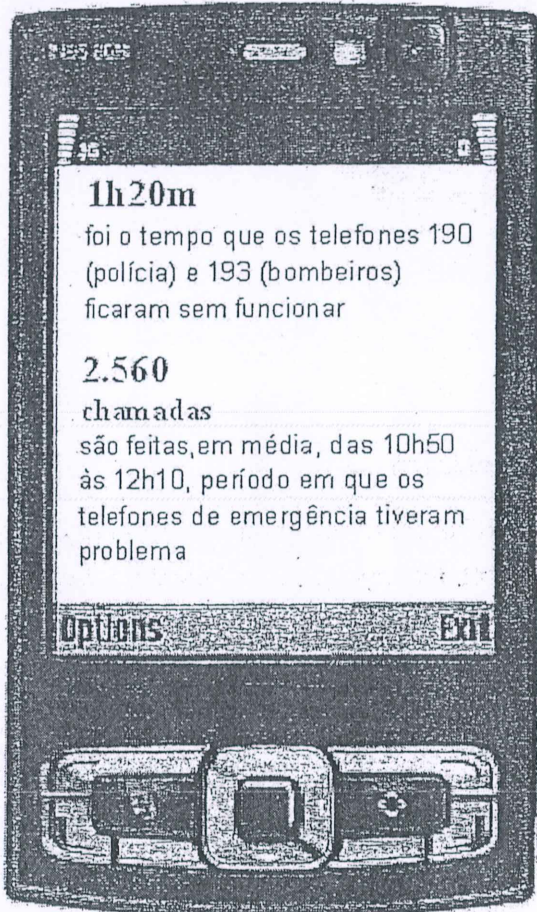 1h20m
foi o tempo que os telefones 190
(polícia) e 193 (bombeiros)
ficaram sem funcionar
2.560
chamadas
são feitas,em média, das 10h50
às 12h10, período em que os
telefones de emergência tiveram
problema
Options
Exit